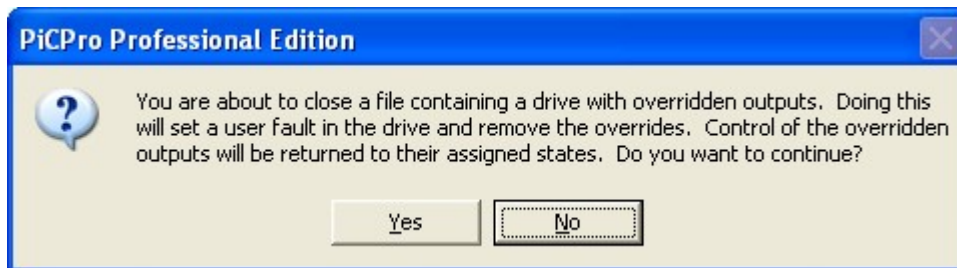 PiCPro Professional Edition
You are about to close a file containing a drive with overridden outputs.  Doing this
will set a user fault in the drive and remove the overrides.  Control of the overridden
outputs will be returned to their assigned states.  Do you want to continue?
Yes
No